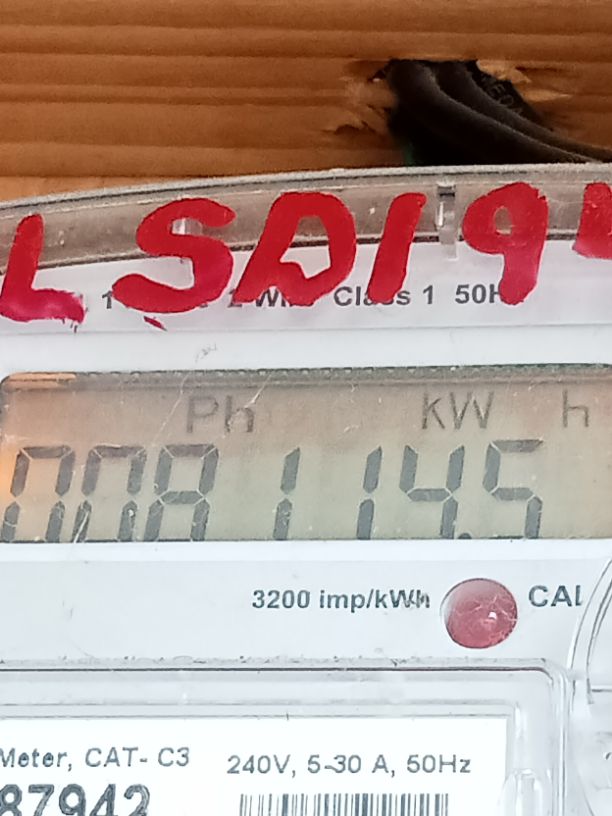 LSD19
Class 1 50H
Ph kW h
008114.5
3200 imp/kWh CAL
Meter, CAT- C3
240V, 5-30 A, 50Hz
87942